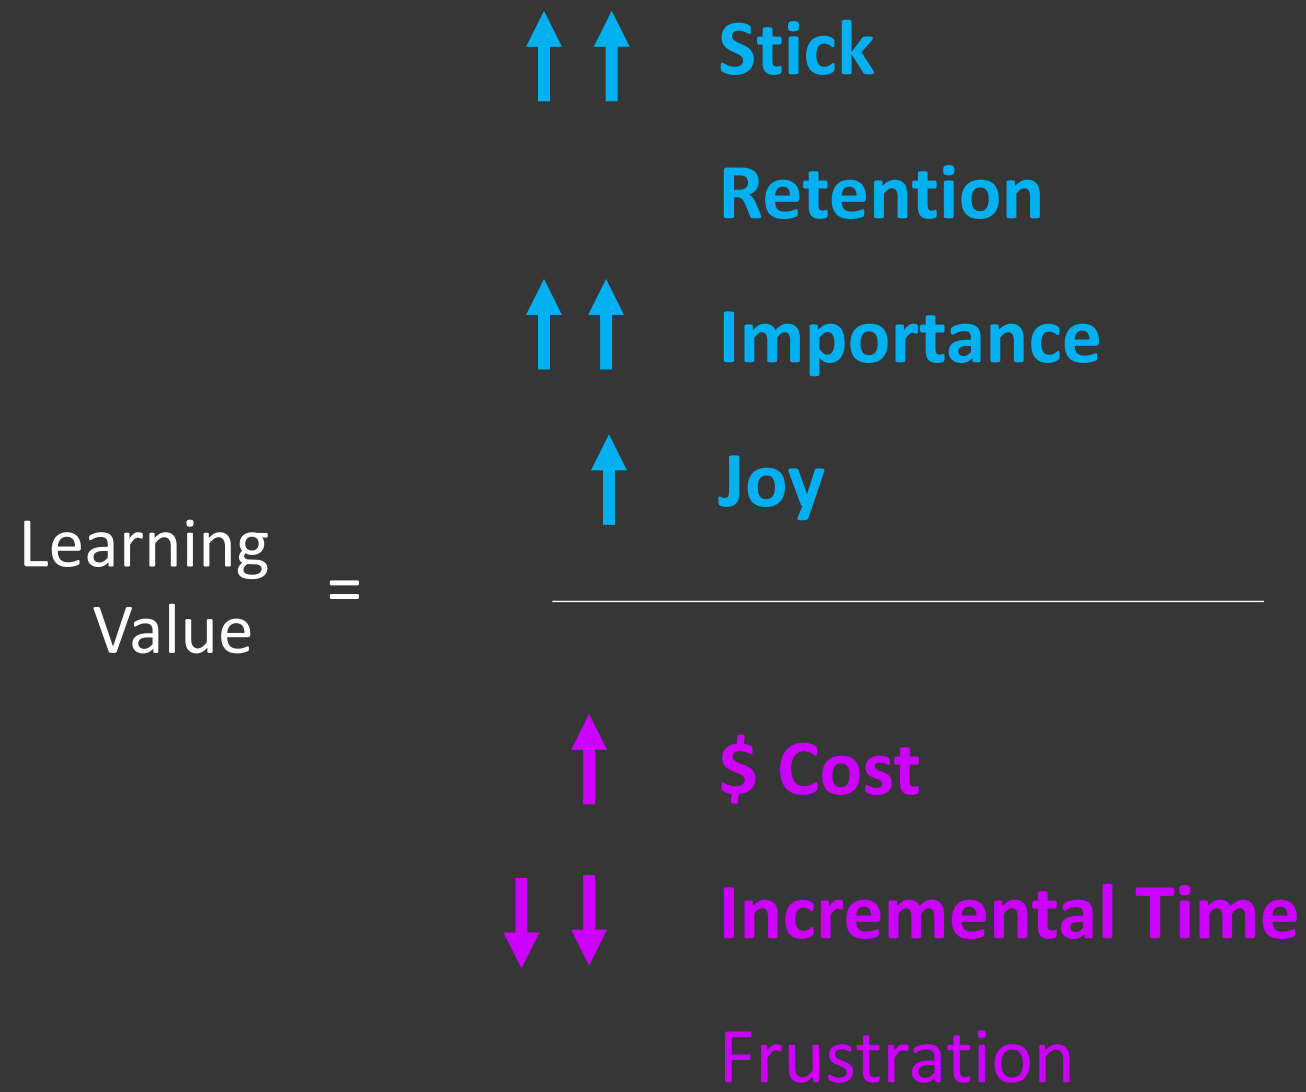 Stick
Retention
Importance
Joy
Learning
Value
=
$ Cost
Incremental Time
Frustration